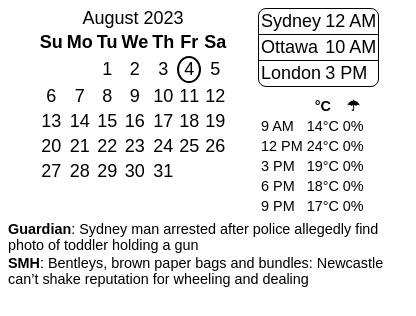 August 2023
Su Mo Tu We Th Fr Sa
1 2 3 4 5
6 7 8 9 10 11 12
13 14 15 16 17 18 19
20 21 22 23 24 25 26
27 28 29 30 31
Sydney 12 AM
Ottawa 10 AM
London 3 PM
°C ☂
9 AM 14°C 0%
12 PM 24°C 0%
3 PM 19°C 0%
6 PM 18°C 0%
9 PM 17°C 0%
Guardian: Sydney man arrested after police allegedly find
photo of toddler holding a gun
SMH: Bentleys, brown paper bags and bundles: Newcastle
can’t shake reputation for wheeling and dealing